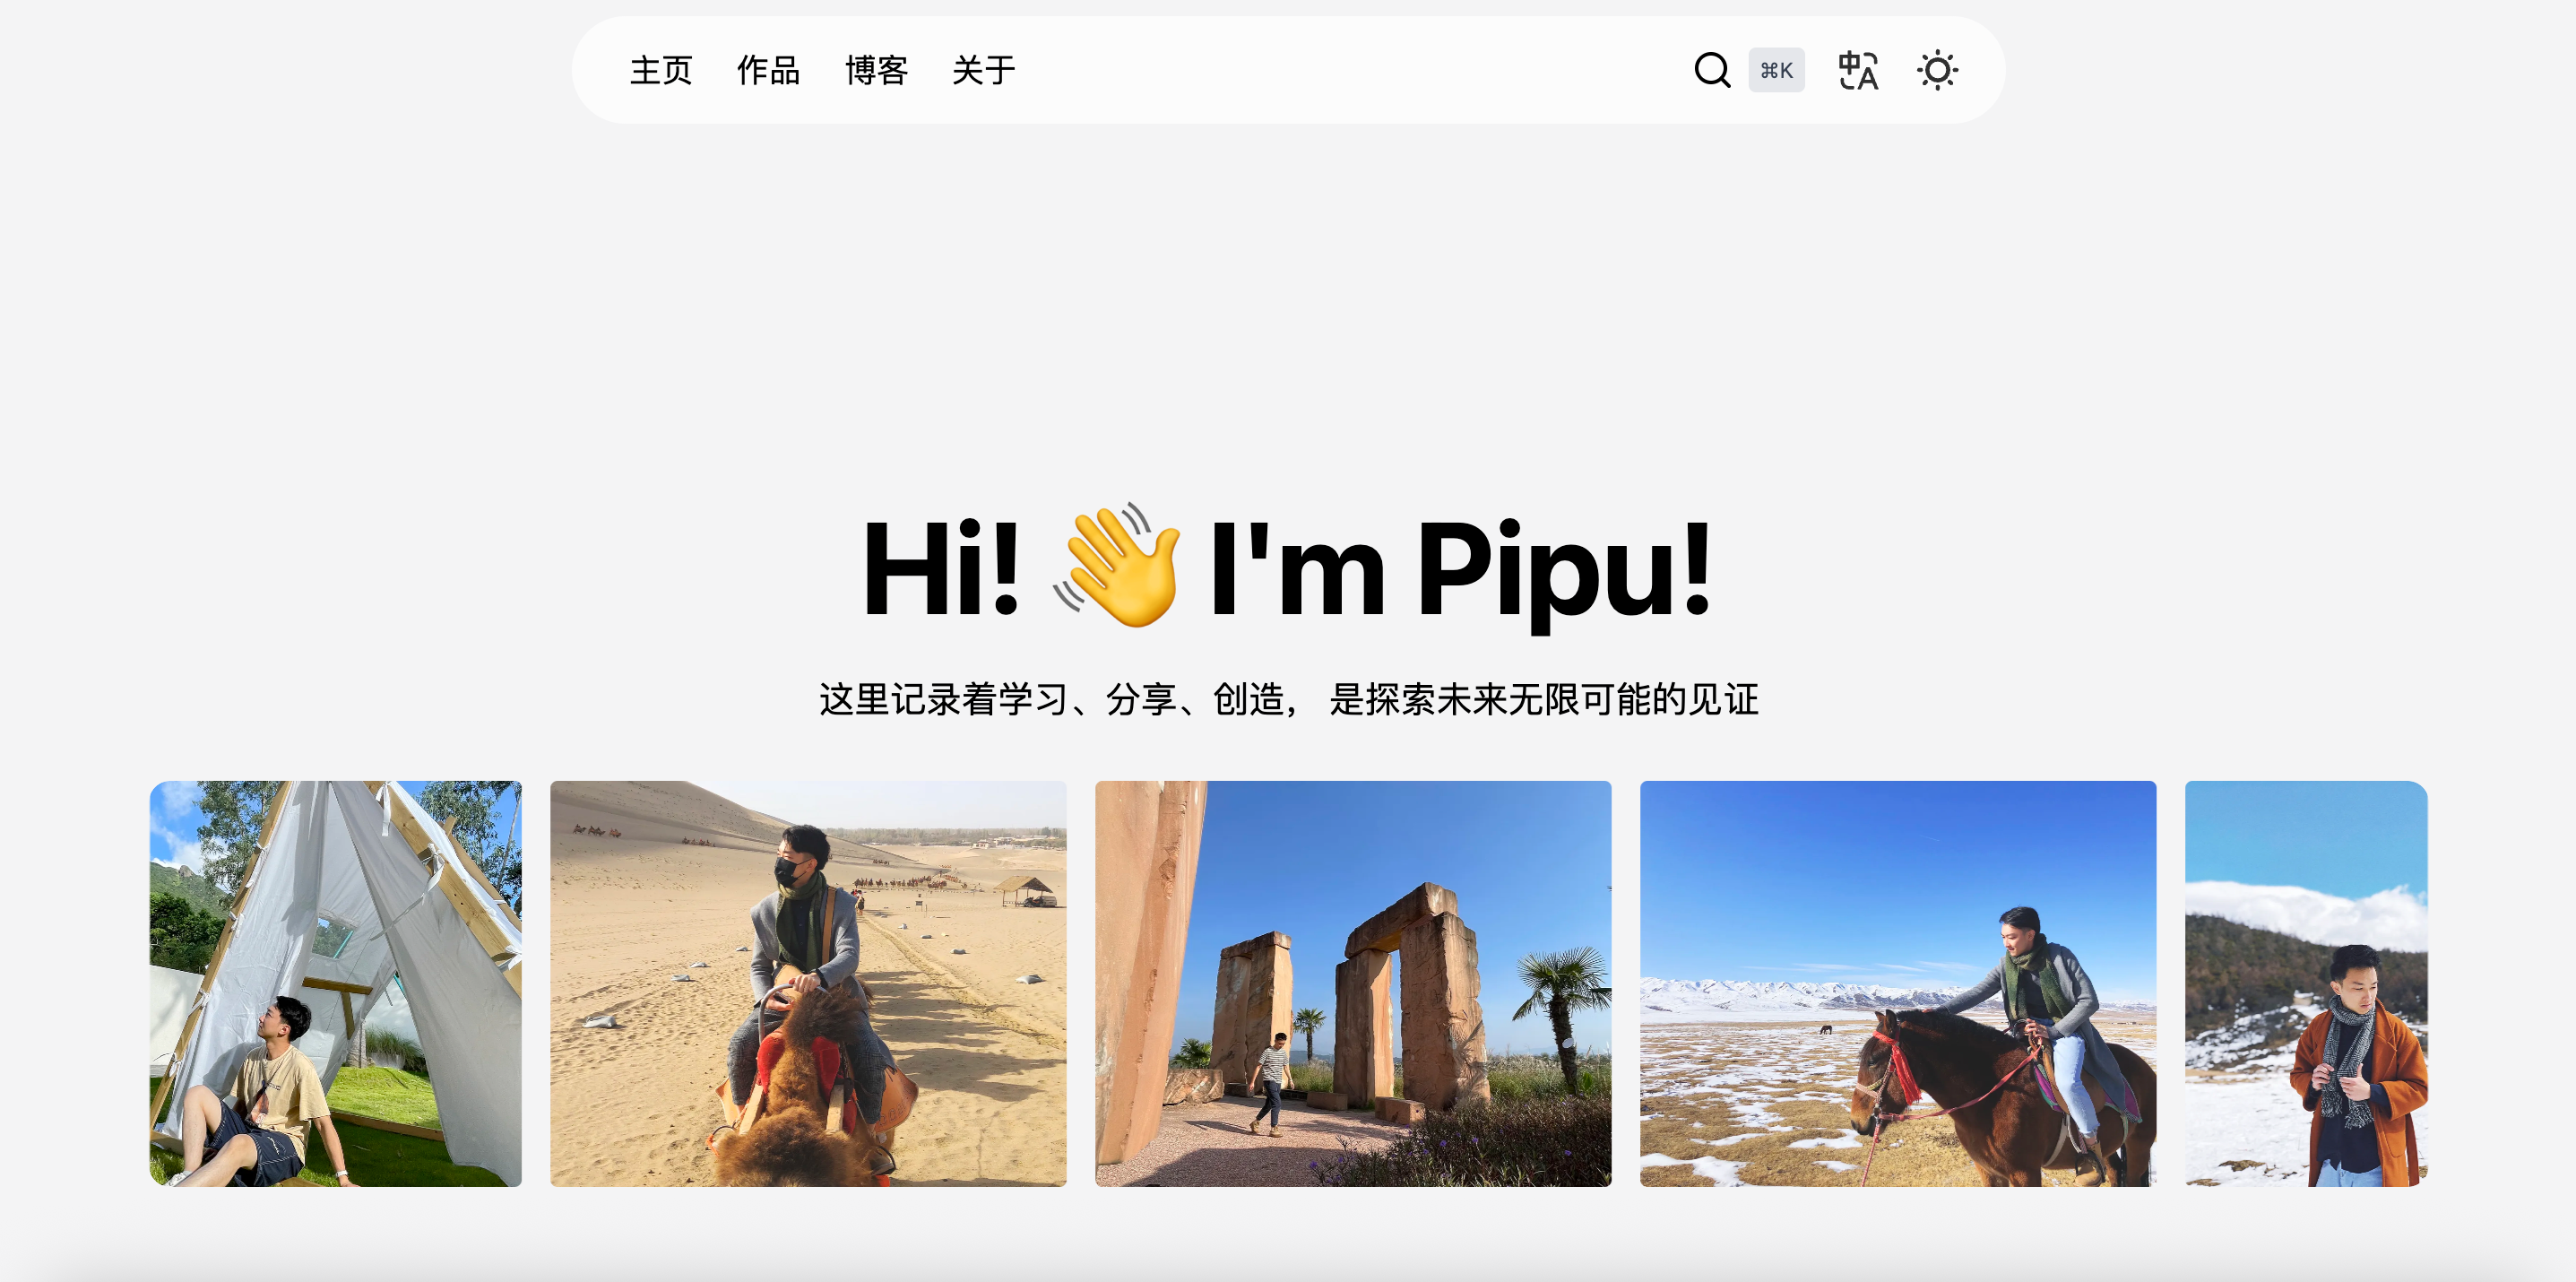 主页 作品 博客 关于 ⌘K
Hi! 👋 I'm Pipu!
这里记录着学习、分享、创造， 是探索未来无限可能的见证